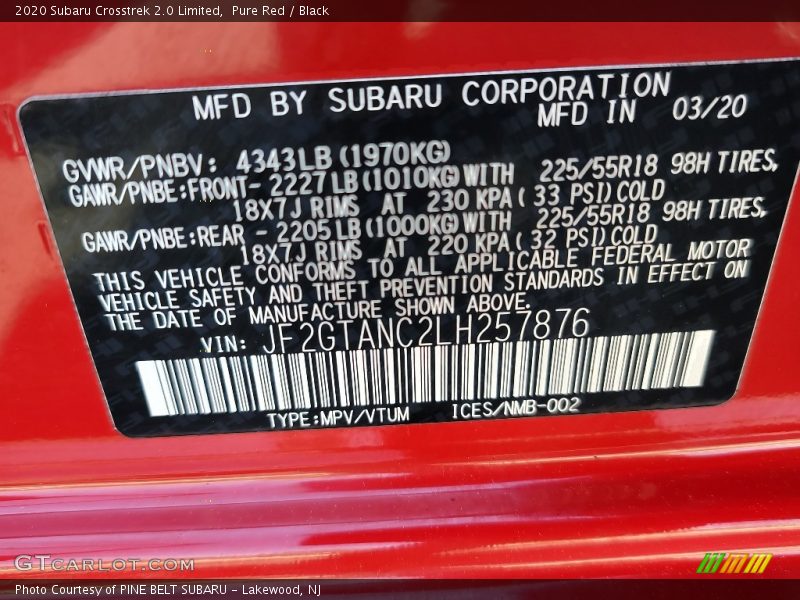 2020 Subaru Crosstrek 2.0 Limited, Pure Red / Black
MFD BY SUBARU CORPORATION
MFD IN 03/20
GVWR/PNBV: 4343LB (1970KG)
GAWR/PNBE:FRONT- 2227 LB (1010KG) WITH 225/55R18 98H TIRES,
18X7J RIMS AT 230 KPA ( 33 PSI) COLD
GAWR/PNBE:REAR - 2205 LB (1000KG) WITH 225/55R18 98H TIRES,
18X7J RIMS AT 220 KPA ( 32 PSI) COLD
THIS VEHICLE CONFORMS TO ALL APPLICABLE FEDERAL MOTOR
VEHICLE SAFETY AND THEFT PREVENTION STANDARDS IN EFFECT ON
THE DATE OF MANUFACTURE SHOWN ABOVE.
VIN: JF2GTANC2LH257876
TYPE:MPV/VTUM ICES/NMB-002
GTCARLOT.COM
Photo Courtesy of PINE BELT SUBARU - Lakewood, NJ